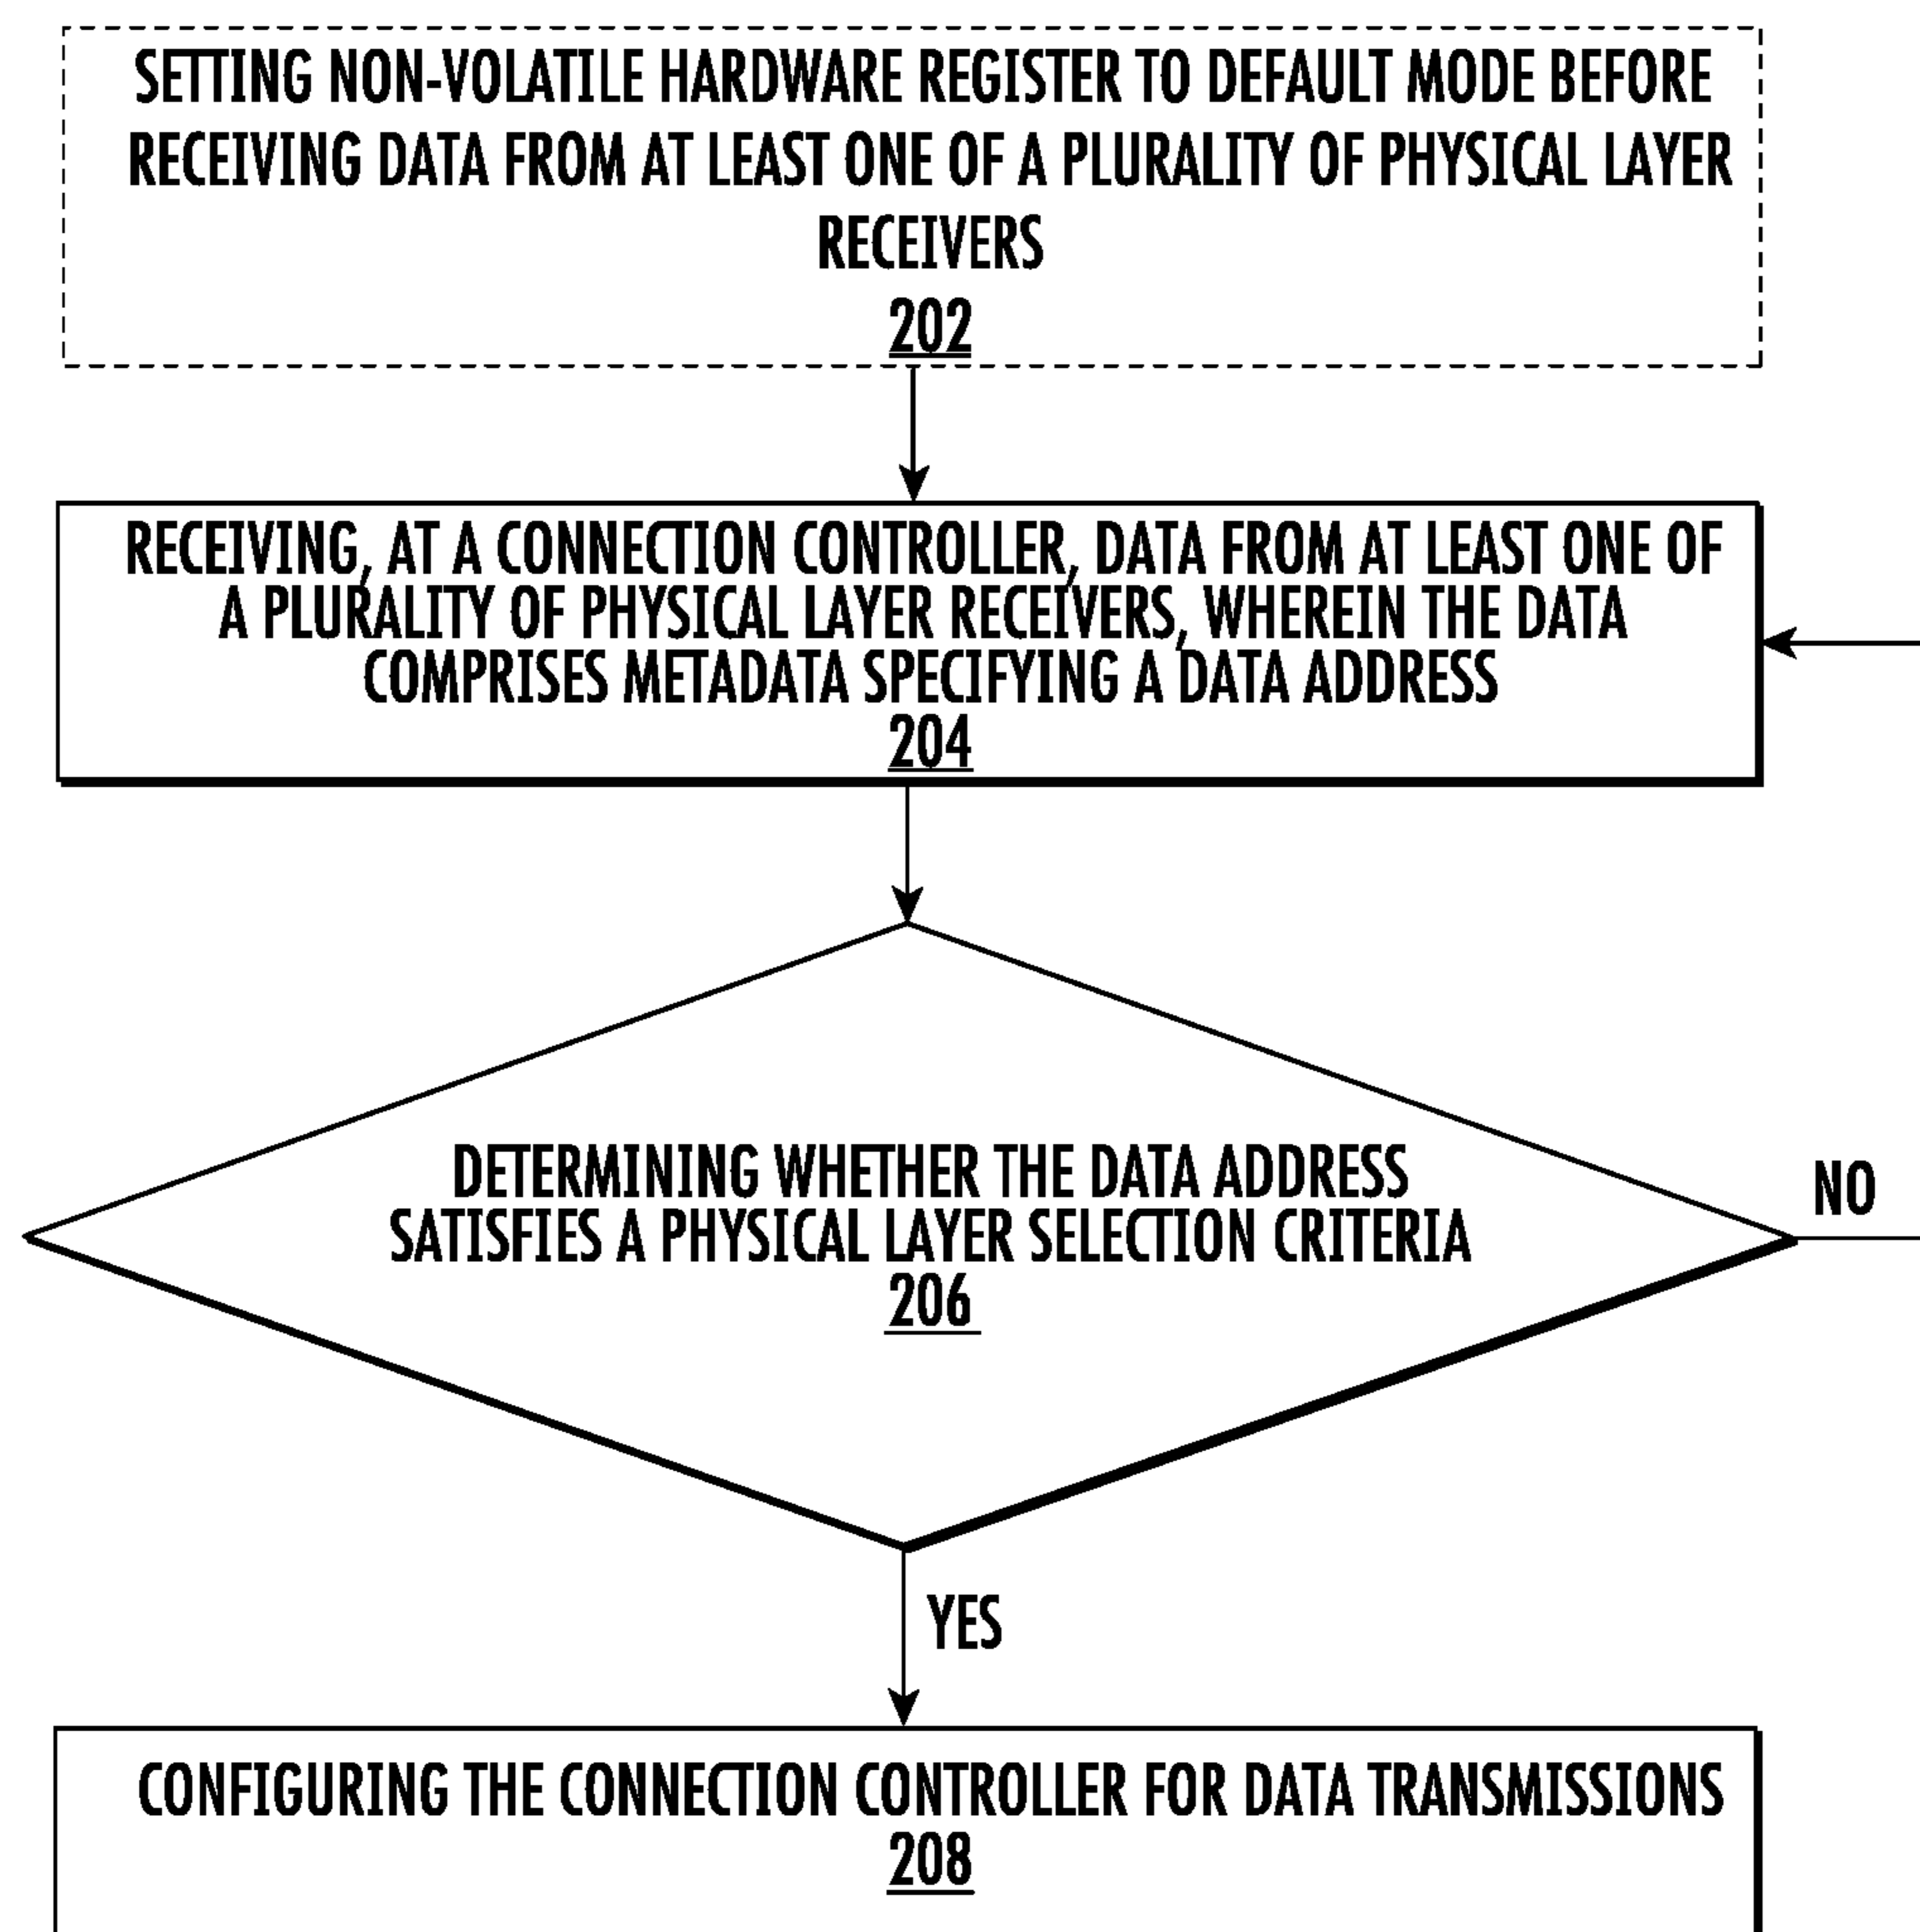 SETTING NON-VOLATILE HARDWARE REGISTER TO DEFAULT MODE BEFORE
RECEIVING DATA FROM AT LEAST ONE OF A PLURALITY OF PHYSICAL LAYER
RECEIVERS
202
RECEIVING, AT A CONNECTION CONTROLLER, DATA FROM AT LEAST ONE OF
A PLURALITY OF PHYSICAL LAYER RECEIVERS, WHEREIN THE DATA
COMPRISES METADATA SPECIFYING A DATA ADDRESS
204
DETERMINING WHETHER THE DATA ADDRESS
SATISFIES A PHYSICAL LAYER SELECTION CRITERIA
206
NO
YES
CONFIGURING THE CONNECTION CONTROLLER FOR DATA TRANSMISSIONS
208